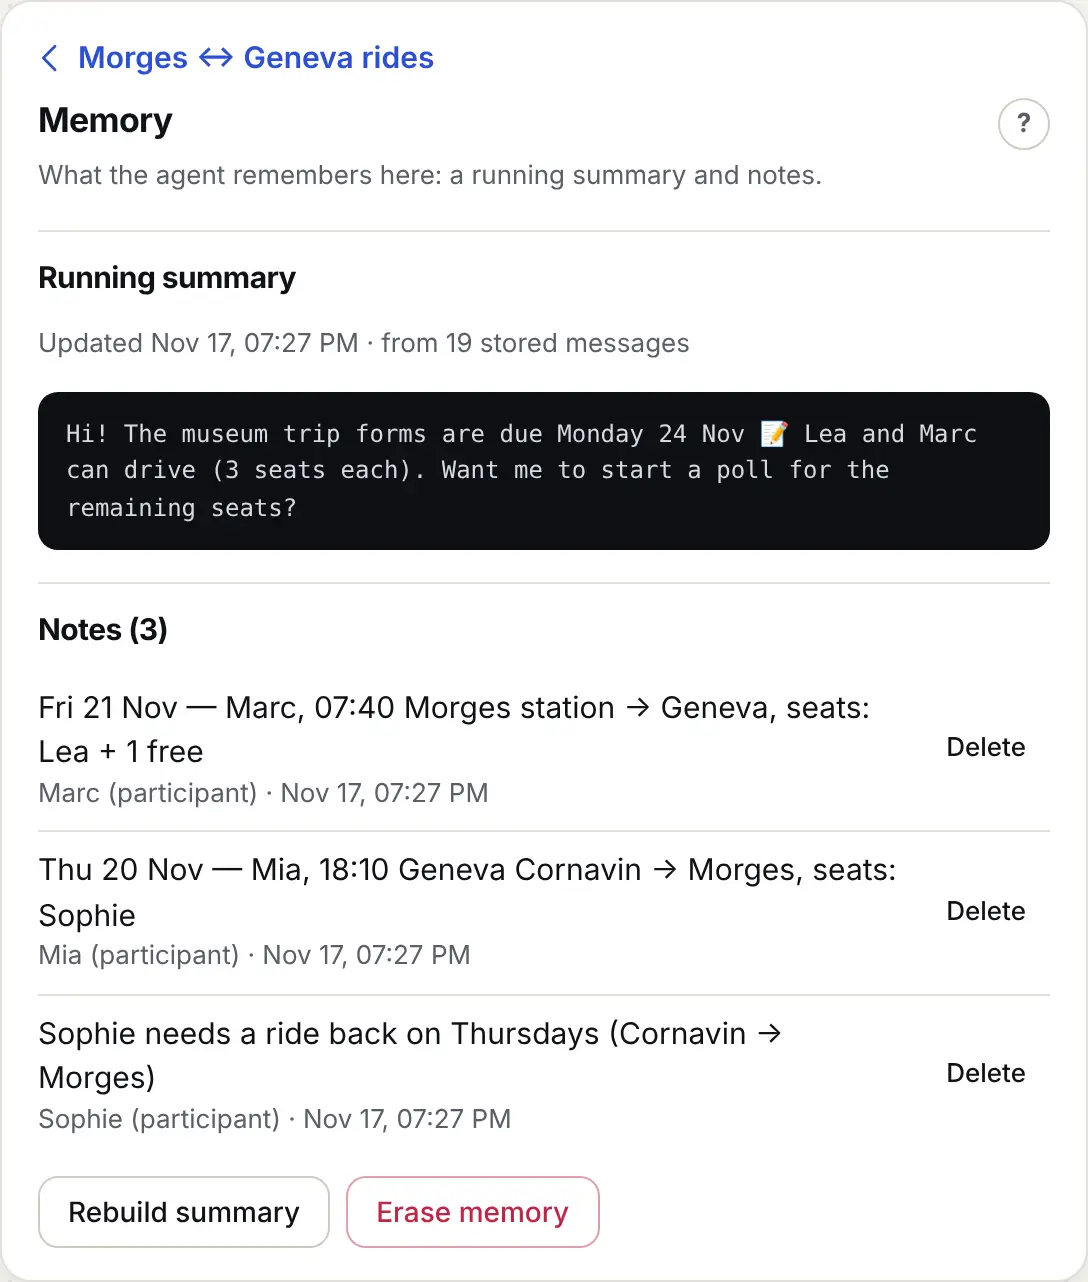 Morges ↔ Geneva rides
Memory
?
What the agent remembers here: a running summary and notes.
Running summary
Updated Nov 17, 07:27 PM · from 19 stored messages
Hi! The museum trip forms are due Monday 24 Nov 📝 Lea and Marc
can drive (3 seats each). Want me to start a poll for the
remaining seats?
Notes (3)
Fri 21 Nov — Marc, 07:40 Morges station → Geneva, seats:
Lea + 1 free
Marc (participant) · Nov 17, 07:27 PM
Delete
Thu 20 Nov — Mia, 18:10 Geneva Cornavin → Morges, seats:
Sophie
Mia (participant) · Nov 17, 07:27 PM
Delete
Sophie needs a ride back on Thursdays (Cornavin →
Morges)
Sophie (participant) · Nov 17, 07:27 PM
Delete
Rebuild summary
Erase memory